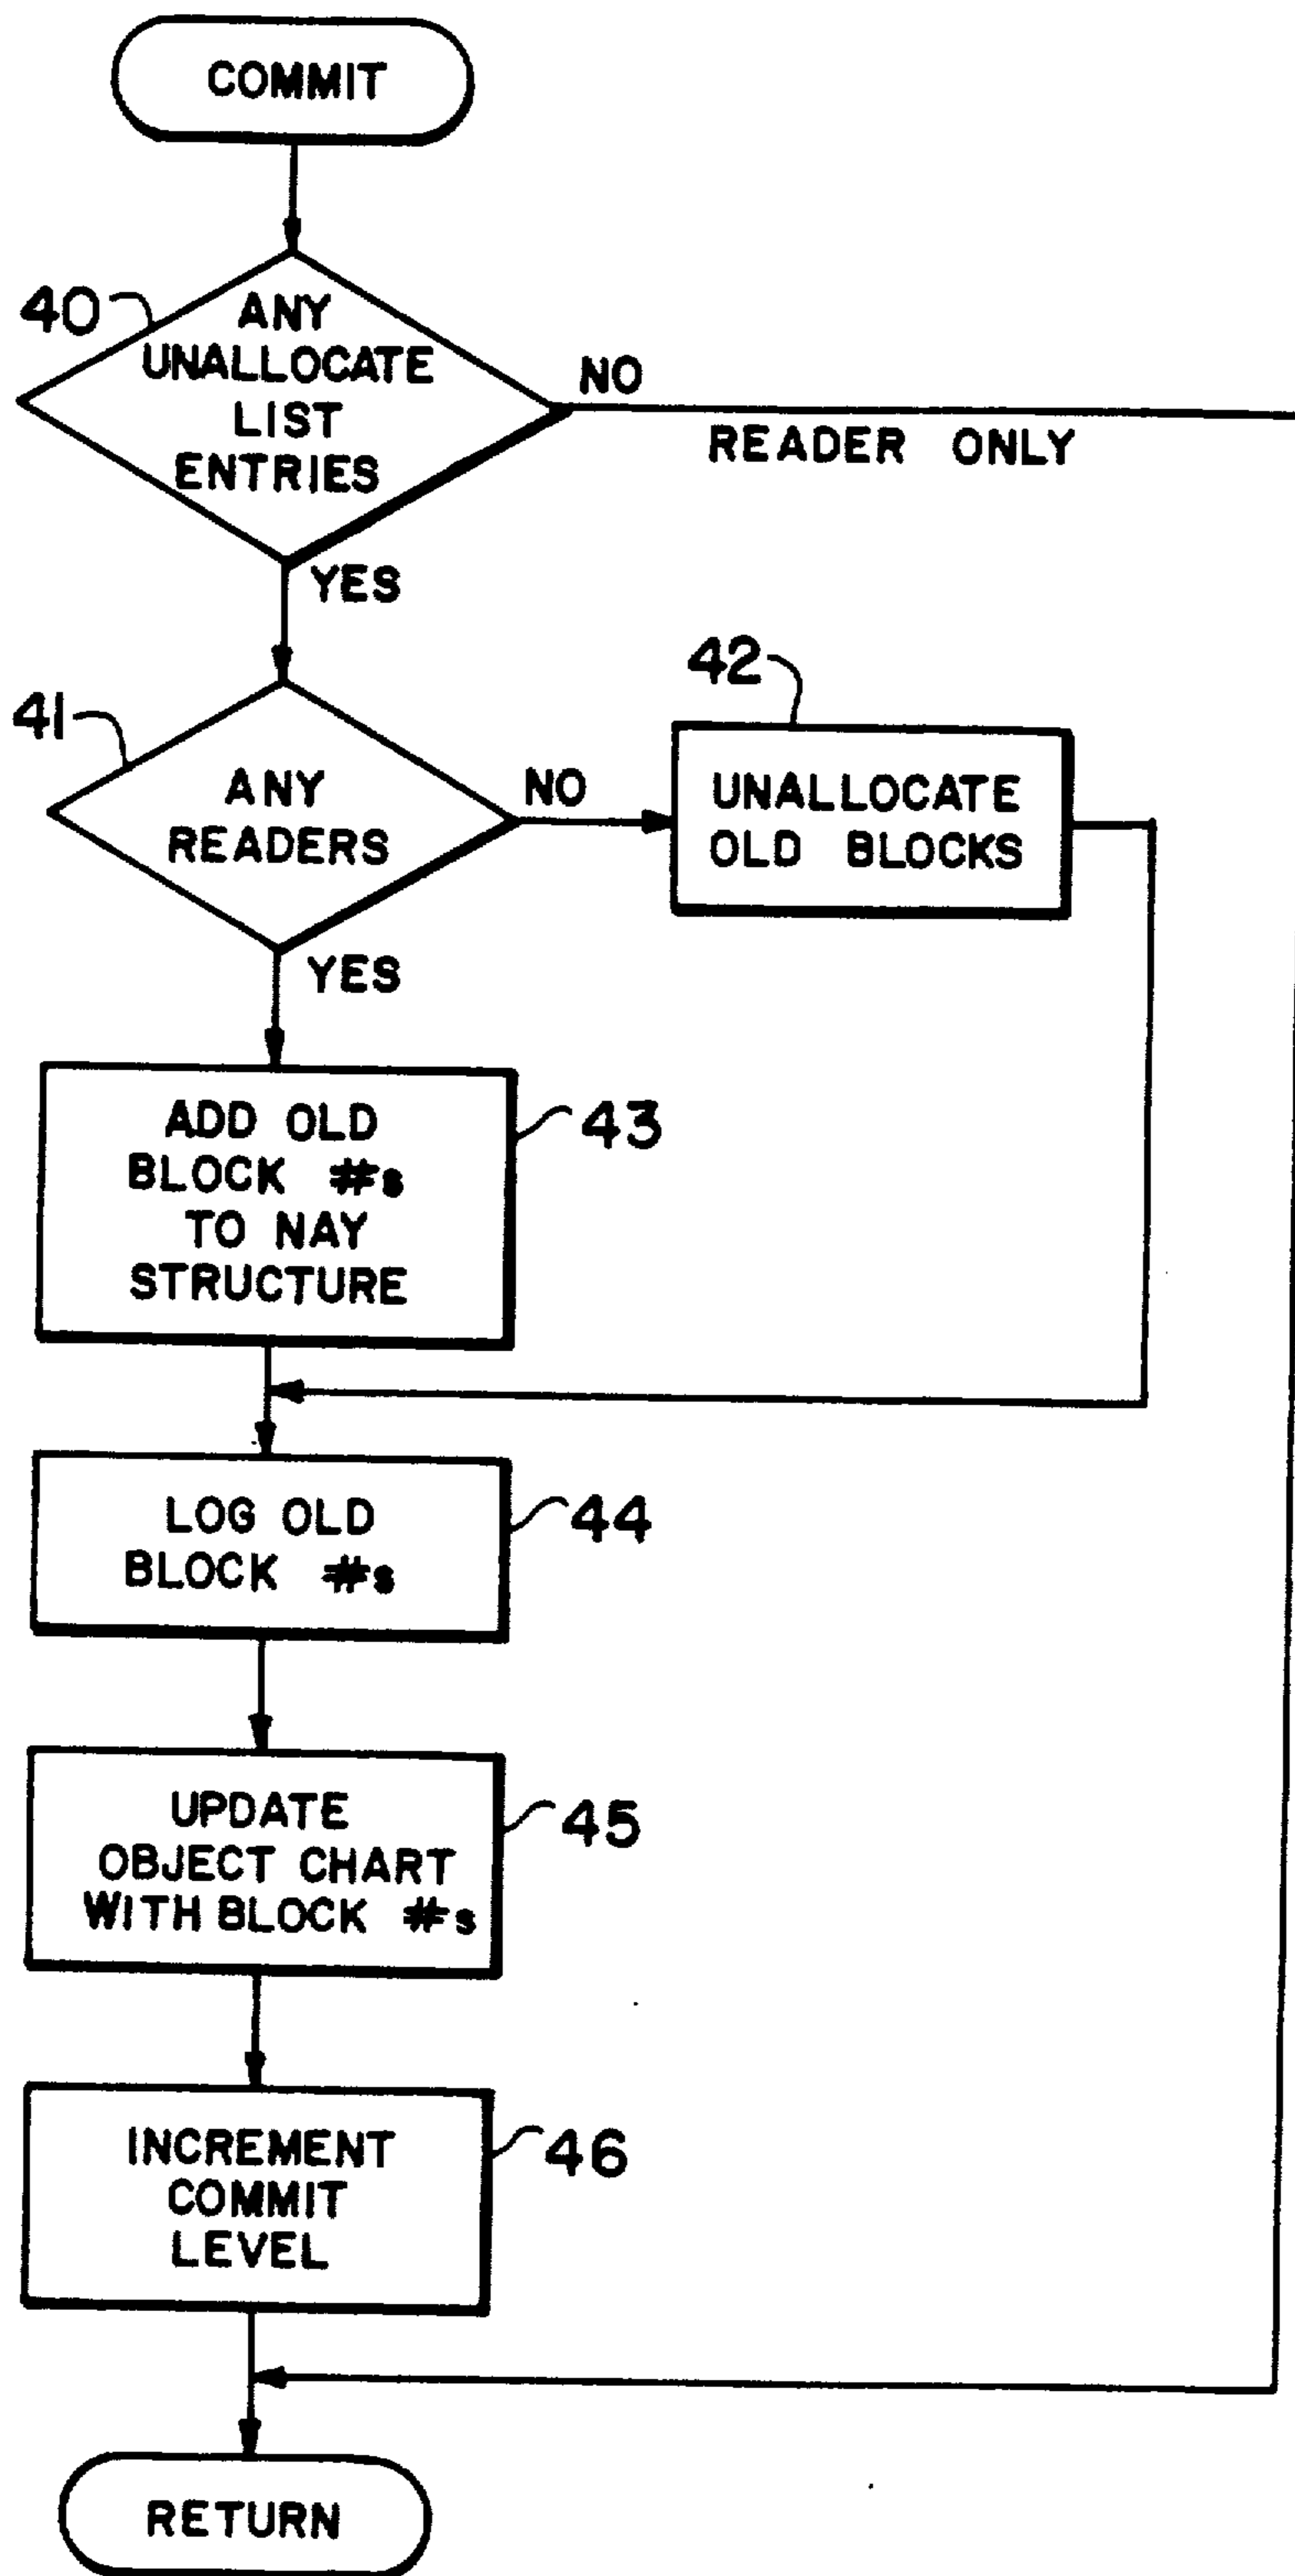 COMMIT
40
ANY
UNALLOCATE
LIST
ENTRIES
NO
READER ONLY
YES
41
ANY
READERS
NO
42
UNALLOCATE
OLD BLOCKS
YES
ADD OLD
BLOCK #s
TO NAY
STRUCTURE
43
LOG OLD
BLOCK #s
44
UPDATE
OBJECT CHART
WITH BLOCK #s
45
INCREMENT
COMMIT
LEVEL
46
RETURN